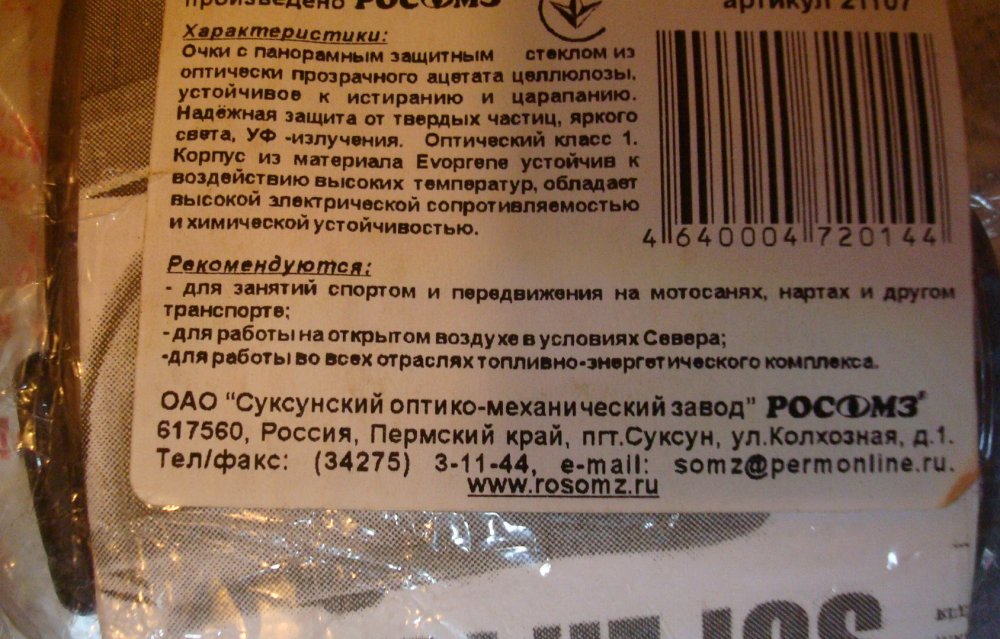 произведено РОСОМЗ
артикул 21107
Характеристики:
Очки с панорамным защитным стеклом из
оптически прозрачного ацетата целлюлозы,
устойчивое к истиранию и царапанию.
Надёжная защита от твердых частиц, яркого
света, УФ -излучения. Оптический класс 1.
Корпус из материала Evoprene устойчив к
воздействию высоких температур, обладает
высокой электрической сопротивляемостью
и химической устойчивостью.
4 640004 720144
Рекомендуются:
- для занятий спортом и передвижения на мотосанях, нартах и другом
транспорте;
-для работы на открытом воздухе в условиях Севера;
-для работы во всех отраслях топливно-энергетического комплекса.
ОАО "Суксунский оптико-механический завод" РОСОМЗ
617560, Россия, Пермский край, пгт.Суксун, ул.Колхозная, д.1.
Тел/факс: (34275) 3-11-44, e-mail: somz@permonline.ru.
www.rosomz.ru